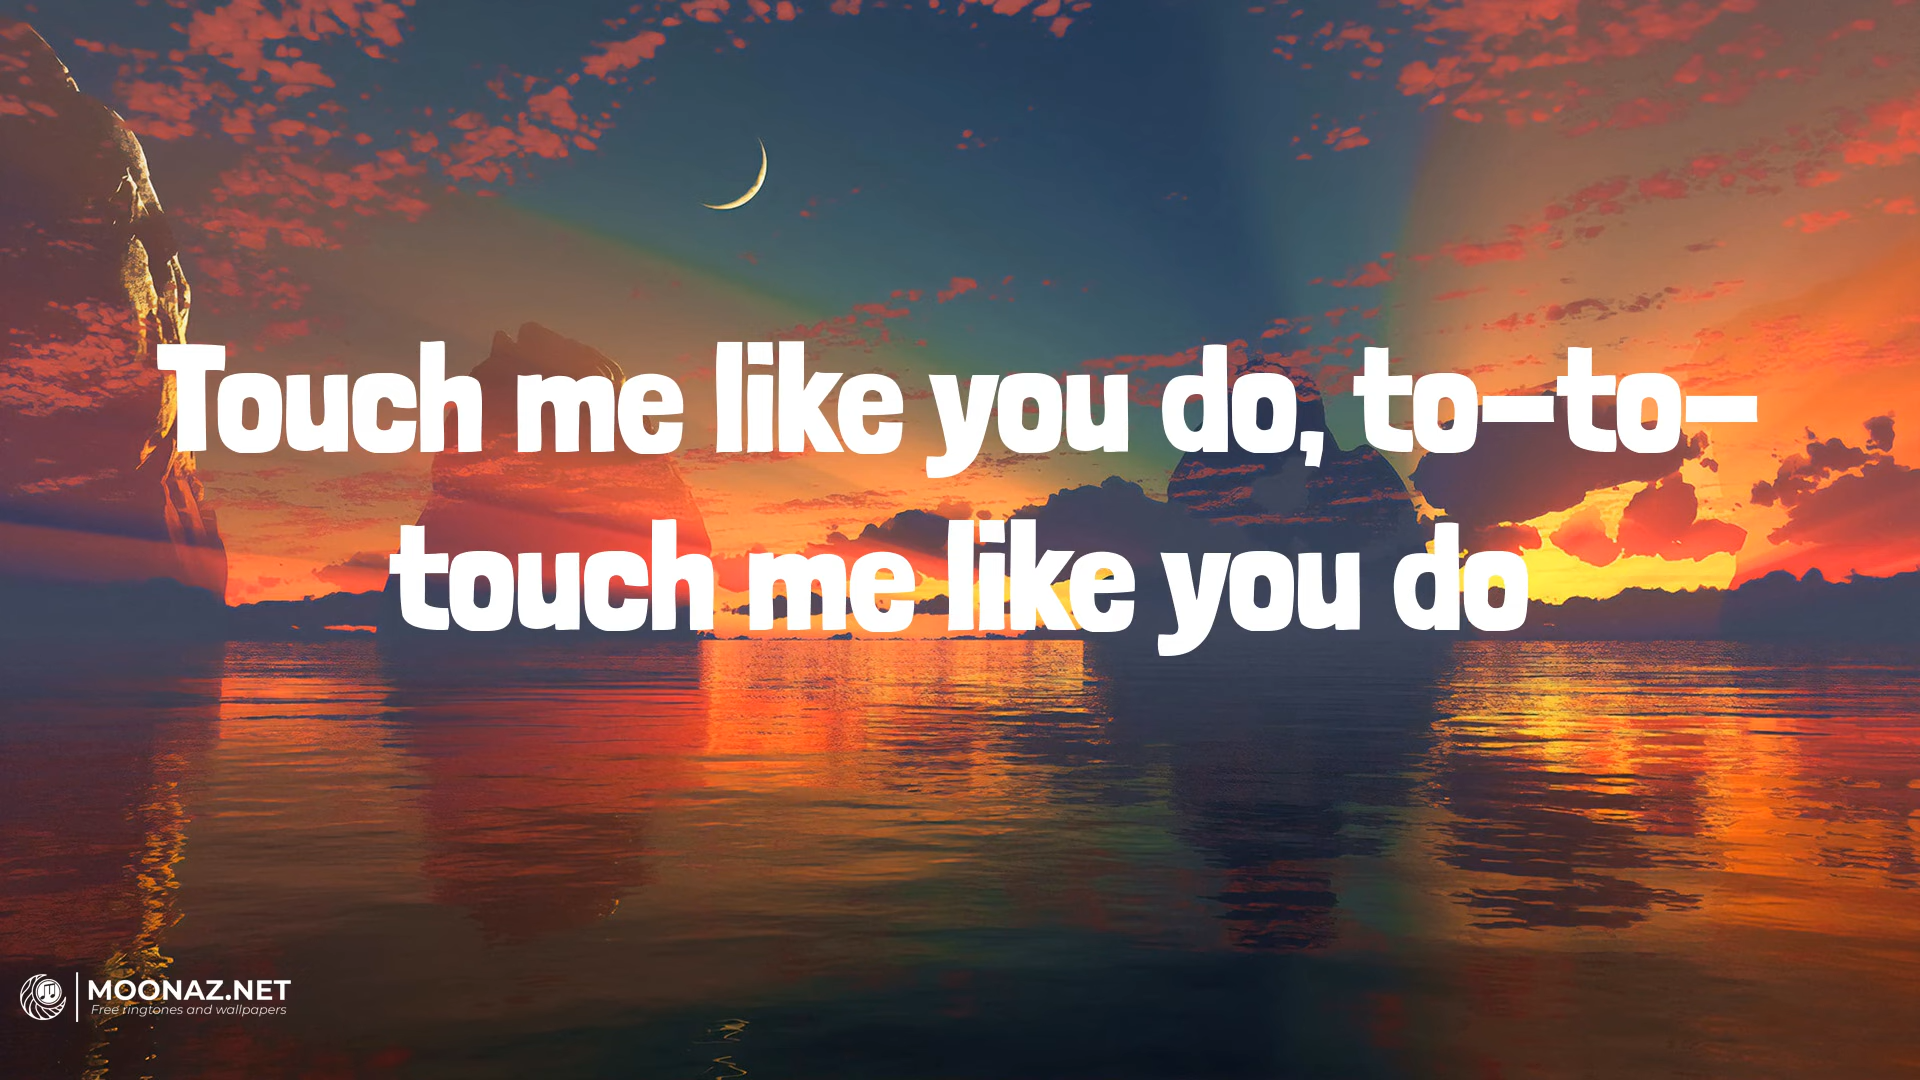 Touch me like you do, to-to-
touch me like you do
MOONAZ.NET
Free ringtones and wallpapers